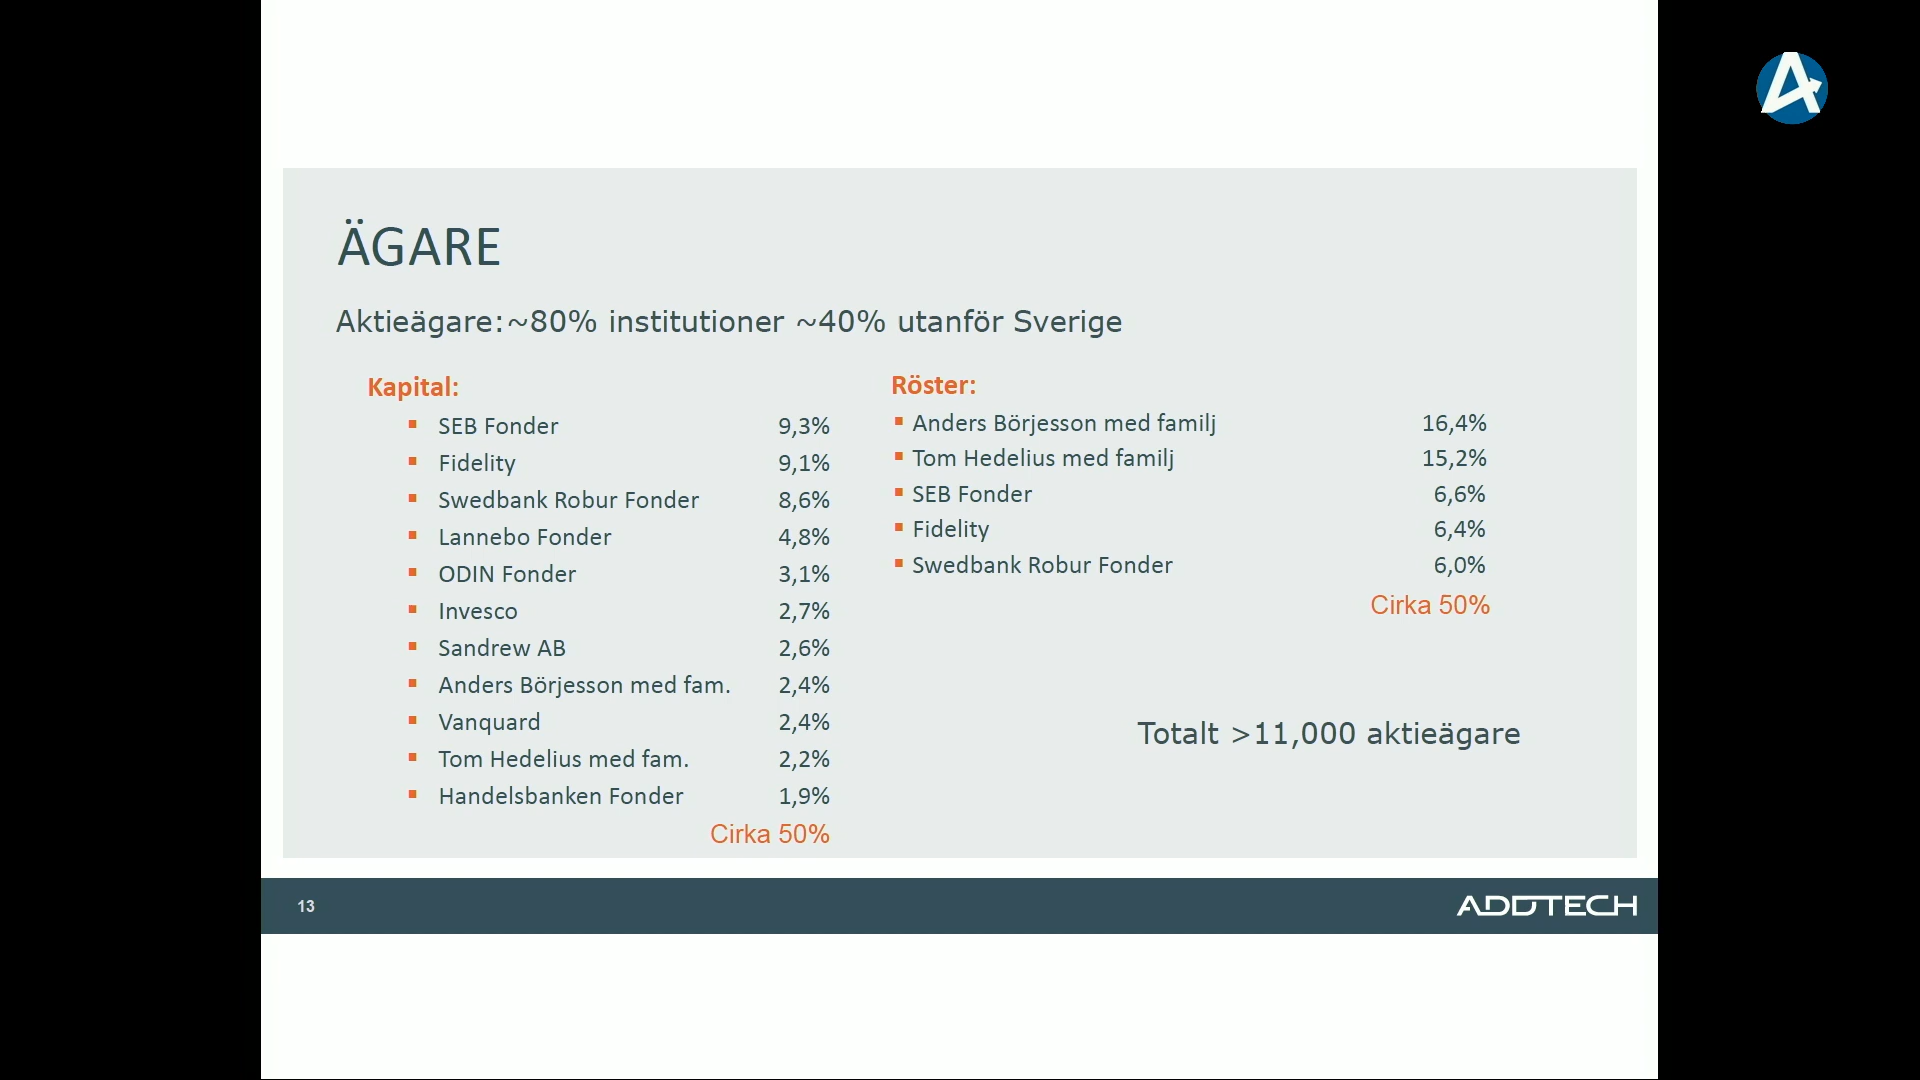 ÄGARE
Aktieägare:~80% institutioner ~40% utanför Sverige
Kapital:
SEB Fonder 9,3%
Fidelity 9,1%
Swedbank Robur Fonder 8,6%
Lannebo Fonder 4,8%
ODIN Fonder 3,1%
Invesco 2,7%
Sandrew AB 2,6%
Anders Börjesson med fam. 2,4%
Vanquard 2,4%
Tom Hedelius med fam. 2,2%
Handelsbanken Fonder 1,9%
Cirka 50%
Röster:
Anders Börjesson med familj 16,4%
Tom Hedelius med familj 15,2%
SEB Fonder 6,6%
Fidelity 6,4%
Swedbank Robur Fonder 6,0%
Cirka 50%
Totalt >11,000 aktieägare
13
ADDTECH